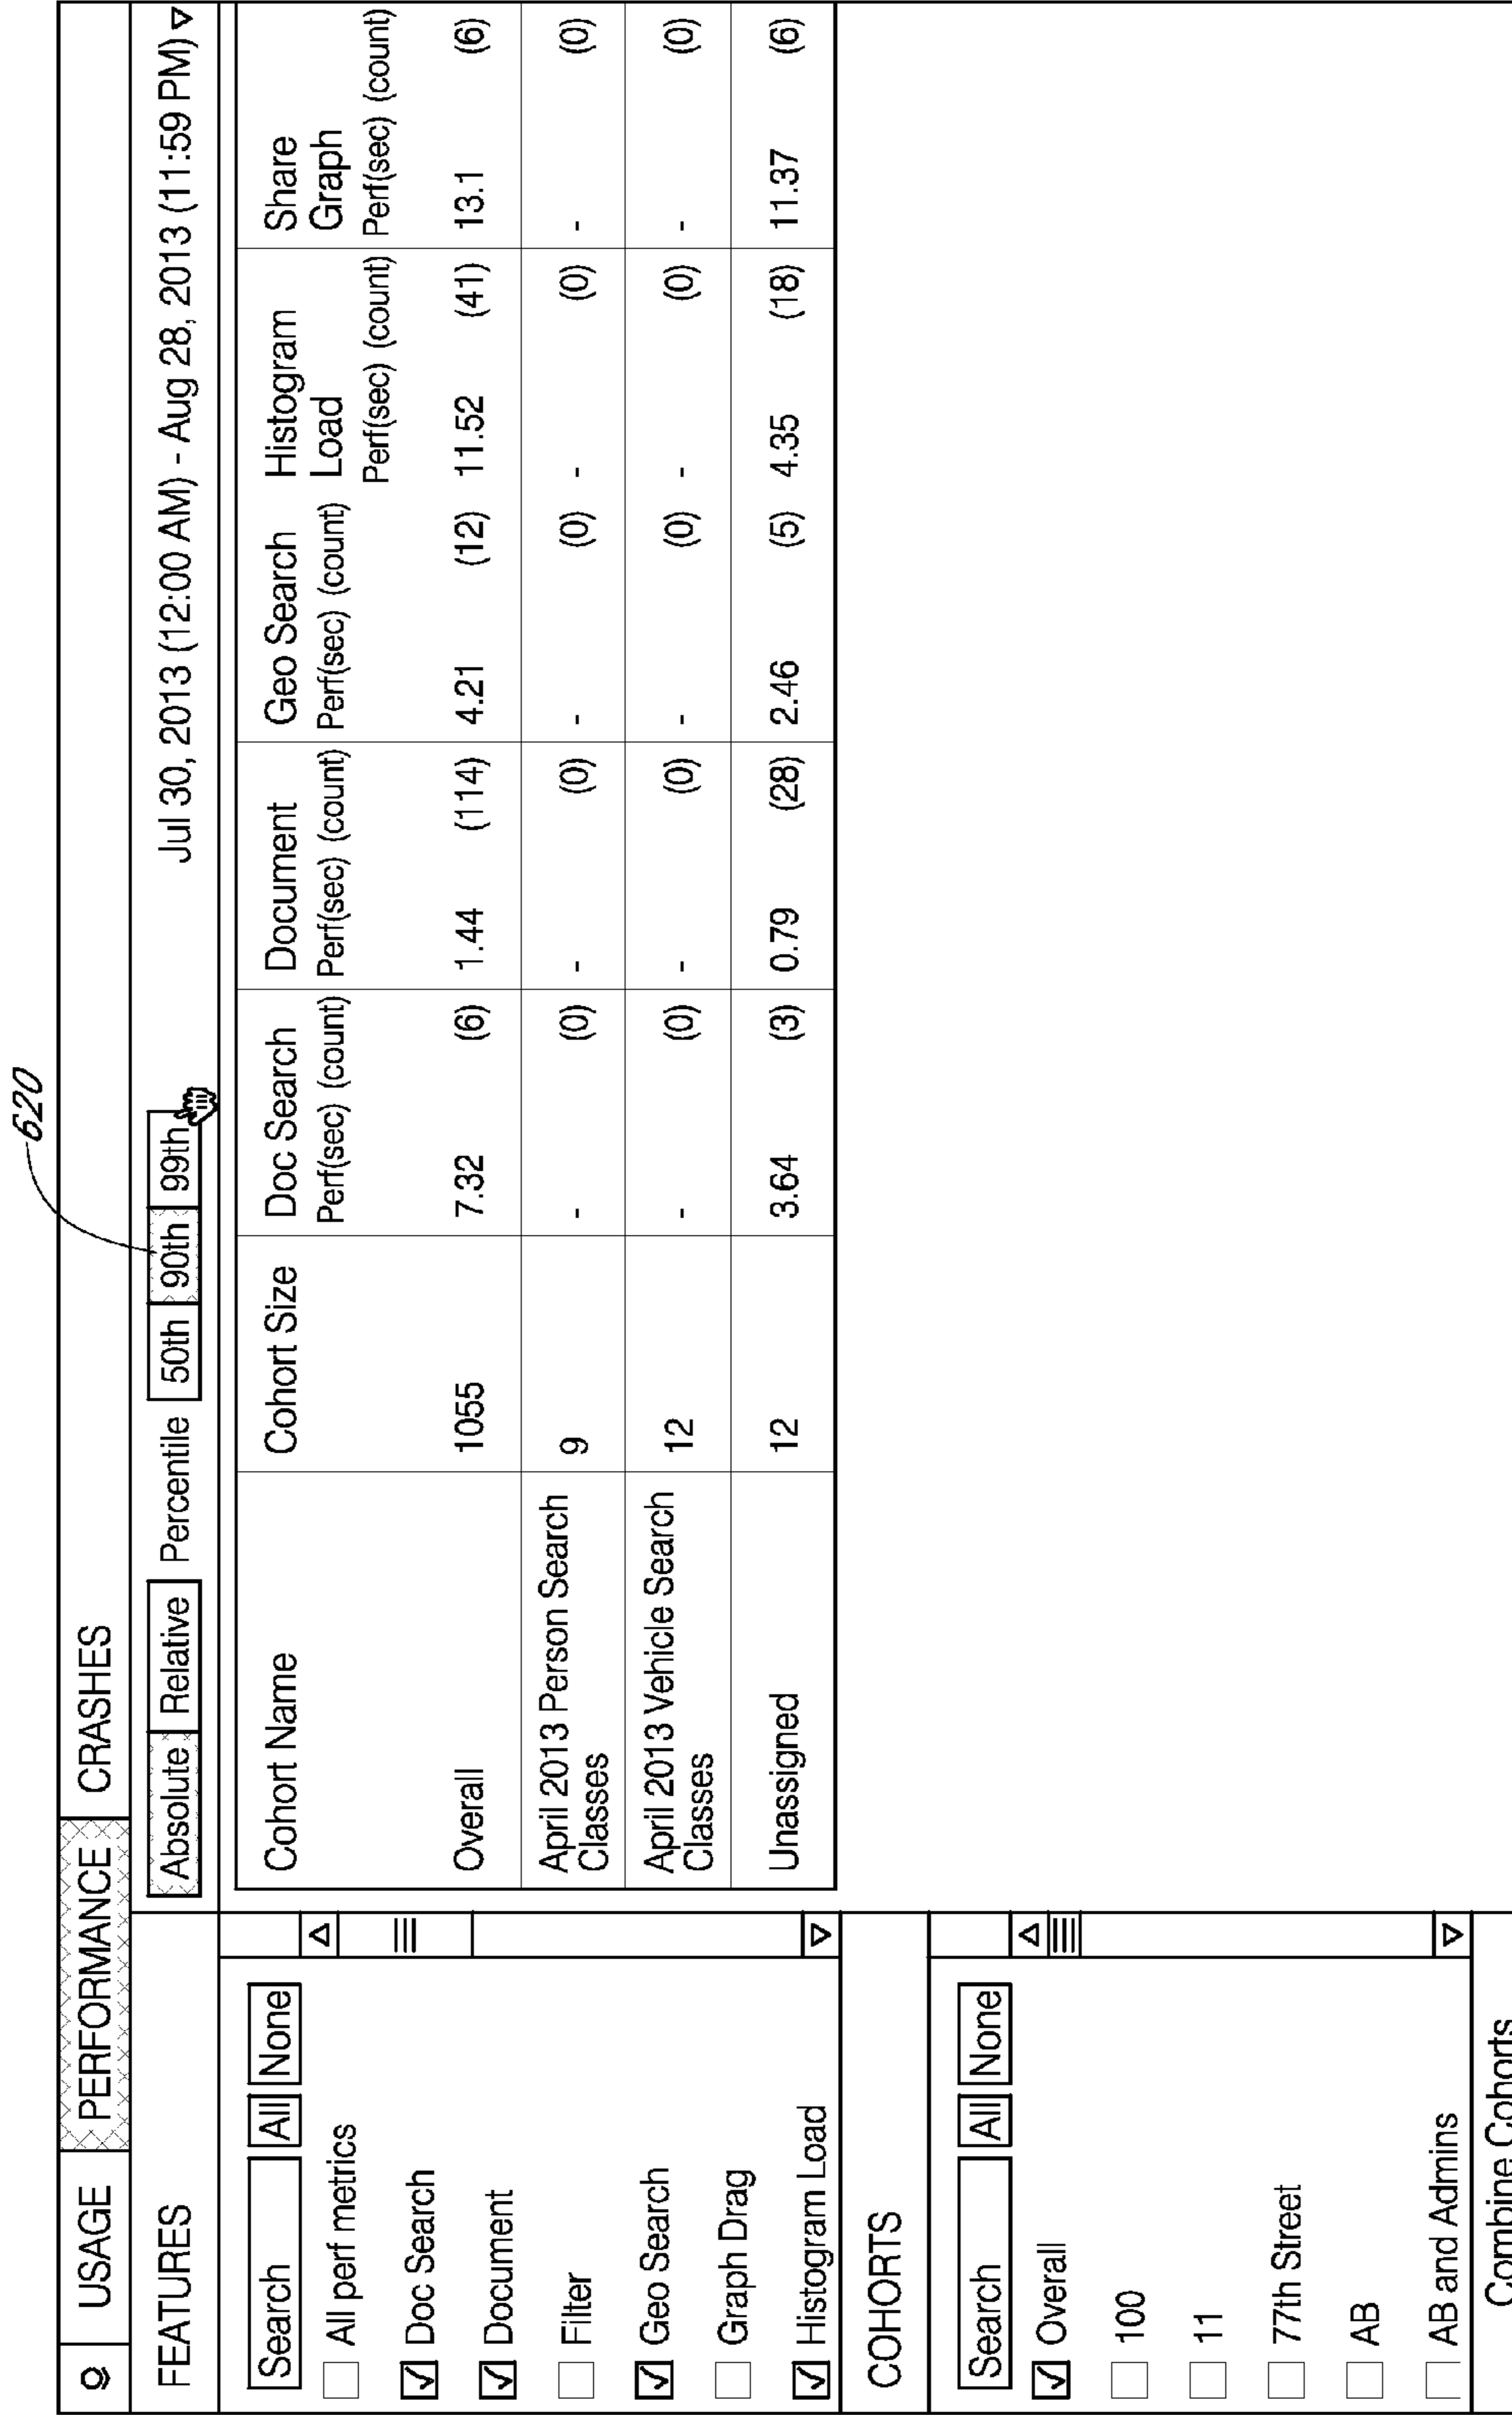 620
USAGE PERFORMANCE CRASHES
FEATURES
Absolute Relative Percentile 50th 90th 99th Jul 30, 2013 (12:00 AM) - Aug 28, 2013 (11:59 PM)
Search All None
All perf metrics
Doc Search
Document
Filter
Geo Search
Graph Drag
Histogram Load
COHORTS
Search All None
Overall
100
11
77th Street
AB
AB and Admins
Combine Cohorts
Cohort Name Cohort Size Doc Search Document Geo Search Histogram Share
Load Graph
Perf(sec) (count) Perf(sec) (count) Perf(sec) (count) Perf(sec) (count) Perf(sec) (count)
Overall 1055 7.32 (6) 1.44 (114) 4.21 (12) 11.52 (41) 13.1 (6)
April 2013 Person Search 9 - (0) - (0) - (0) - (0) - (0)
Classes
April 2013 Vehicle Search 12 - (0) - (0) - (0) - (0) - (0)
Classes
Unassigned 12 3.64 (3) 0.79 (28) 2.46 (5) 4.35 (18) 11.37 (6)